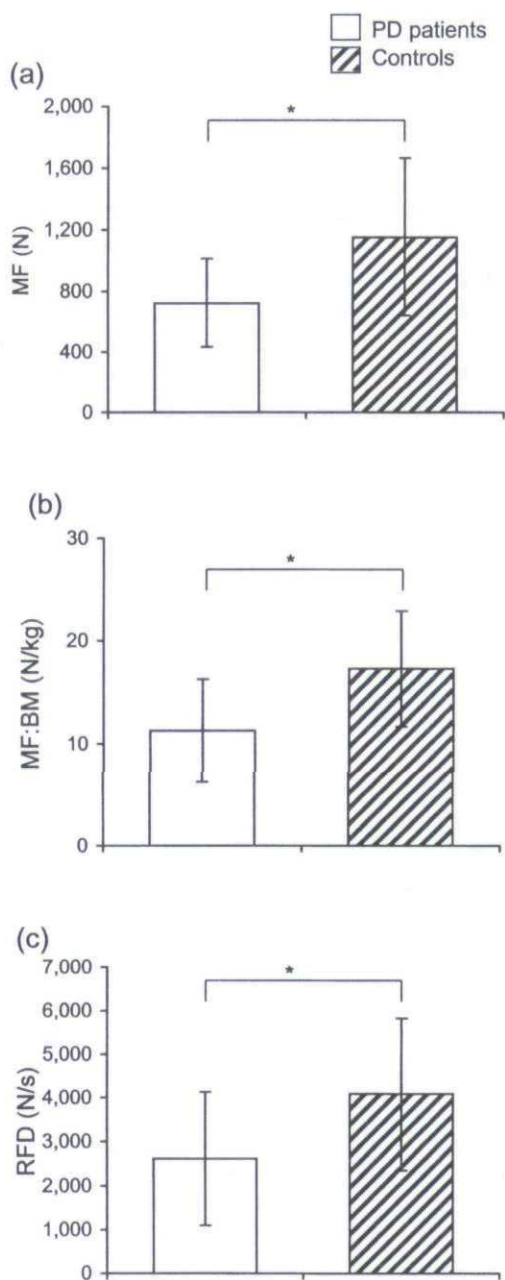 PD patients
Controls
(a)
*
2,000
1,600
1,200
800
400
0
MF (N)
(b)
*
30
20
10
0
MF:BM (N/kg)
(c)
*
7,000
6,000
5,000
4,000
3,000
2,000
1,000
0
RFD (N/s)